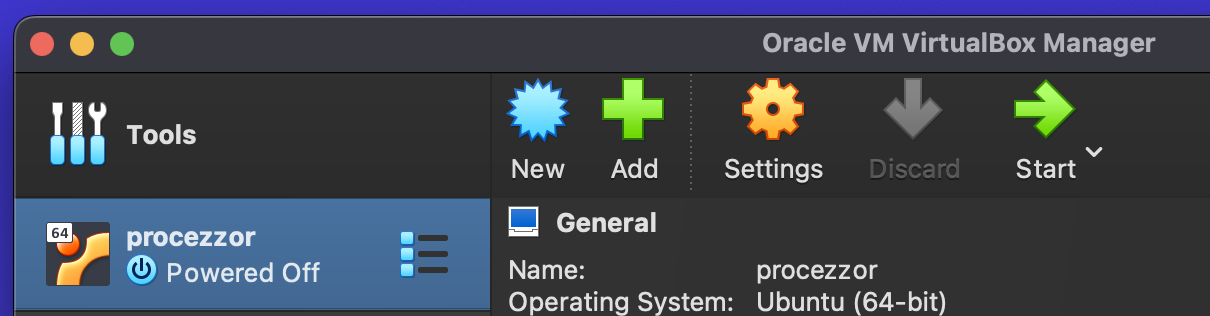 Oracle VM VirtualBox Manager
Tools
New Add Settings Discard Start
64
procezzor
Powered Off
General
Name: procezzor
Operating System: Ubuntu (64-bit)